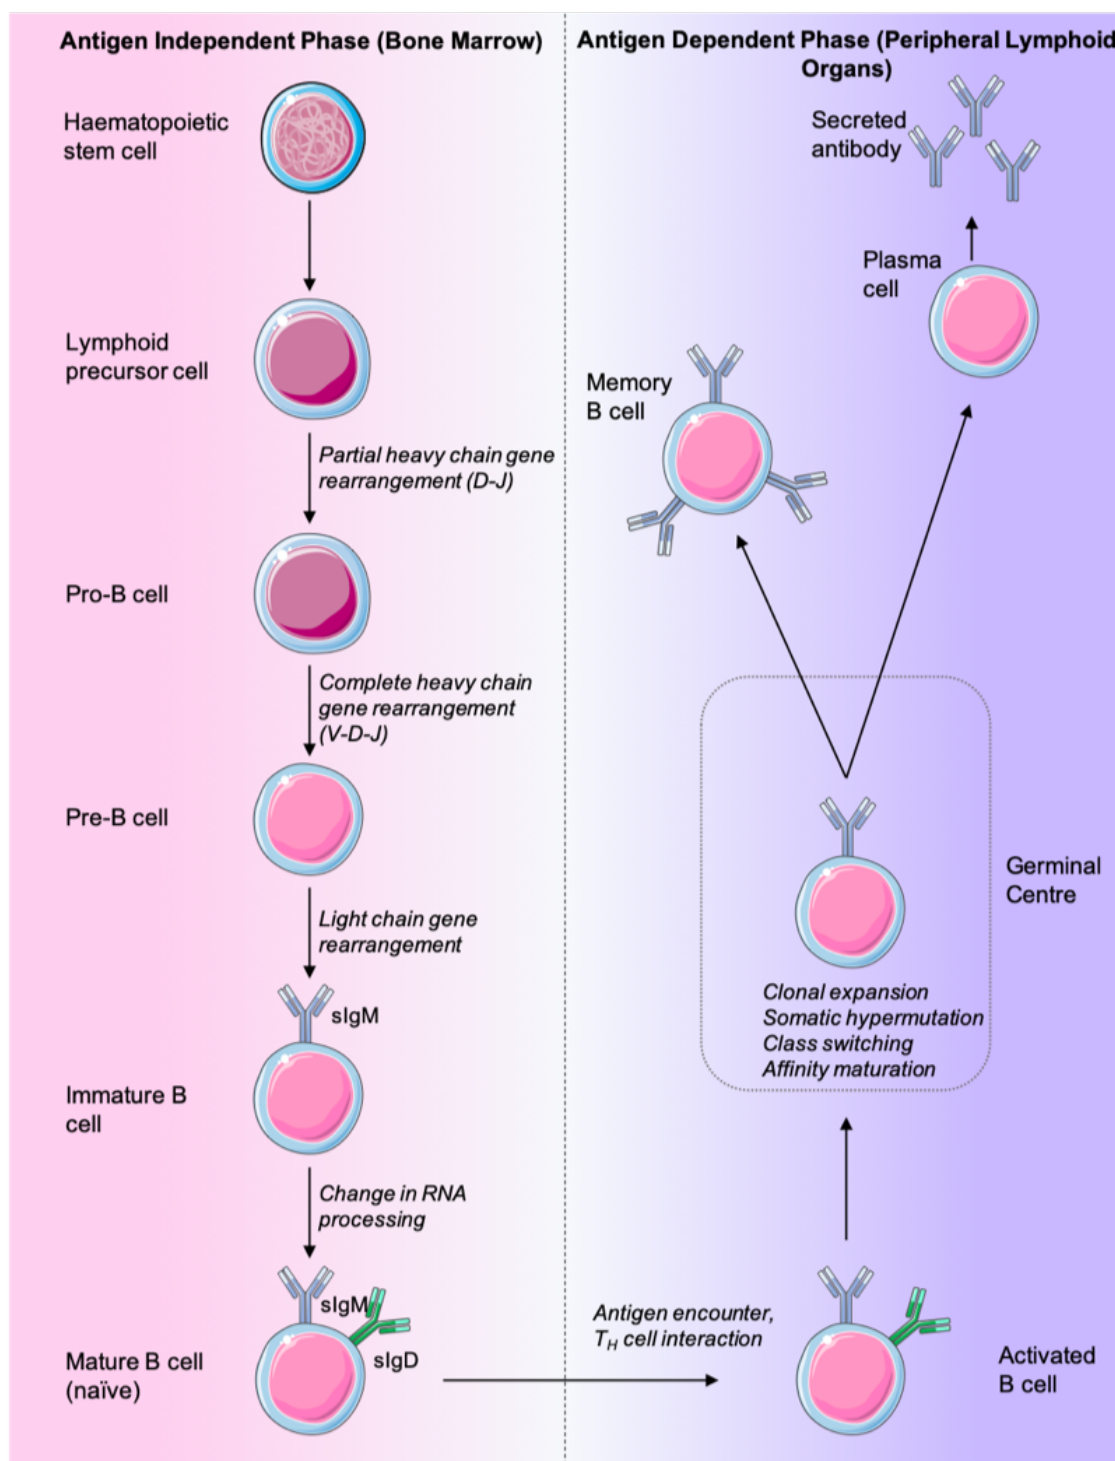 Antigen Independent Phase (Bone Marrow)
Haematopoietic
stem cell
Lymphoid
precursor cell
Partial heavy chain gene
rearrangement (D-J)
Pro-B cell
Complete heavy chain
gene rearrangement
(V-D-J)
Pre-B cell
Light chain gene
rearrangement
sIgM
Immature B
cell
Change in RNA
processing
sIgM
sIgD
Mature B cell
(naïve)
Antigen Dependent Phase (Peripheral Lymphoid
Organs)
Secreted
antibody
Plasma
cell
Memory
B cell
Germinal
Centre
Clonal expansion
Somatic hypermutation
Class switching
Affinity maturation
Antigen encounter,
TH cell interaction
Activated
B cell